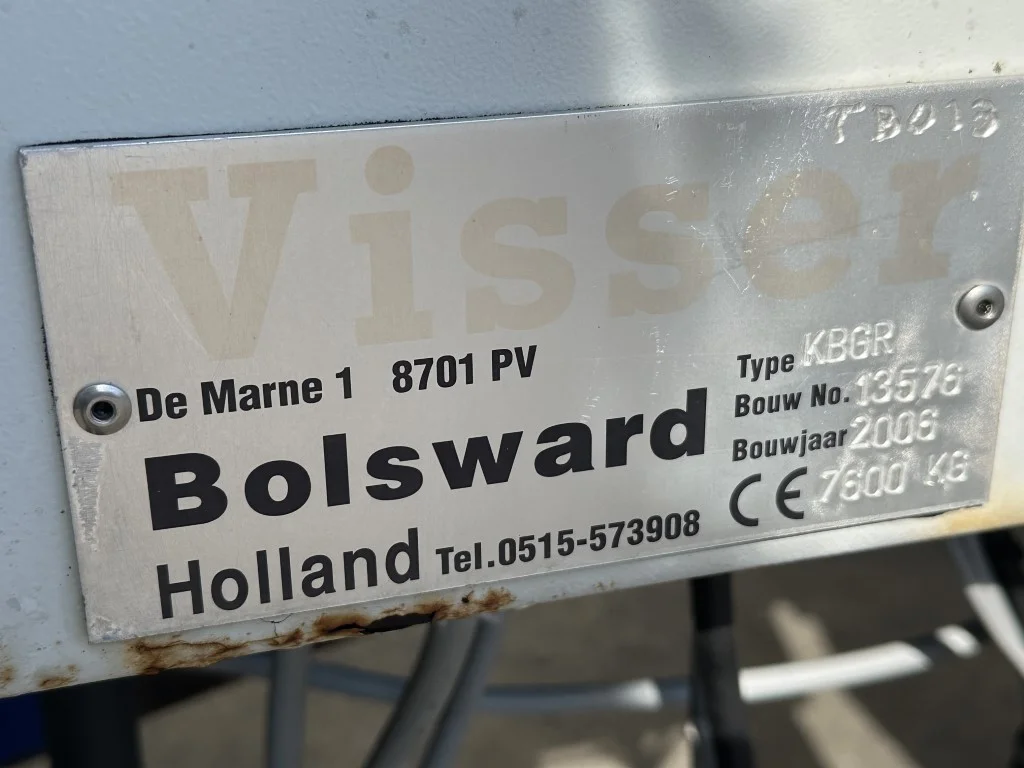 TB013
Visser
De Marne 1 8701 PV
Bolsward
Holland Tel.0515-573908
Type KBGR
Bouw No. 13576
Bouwjaar 2006
CE 7600 KG